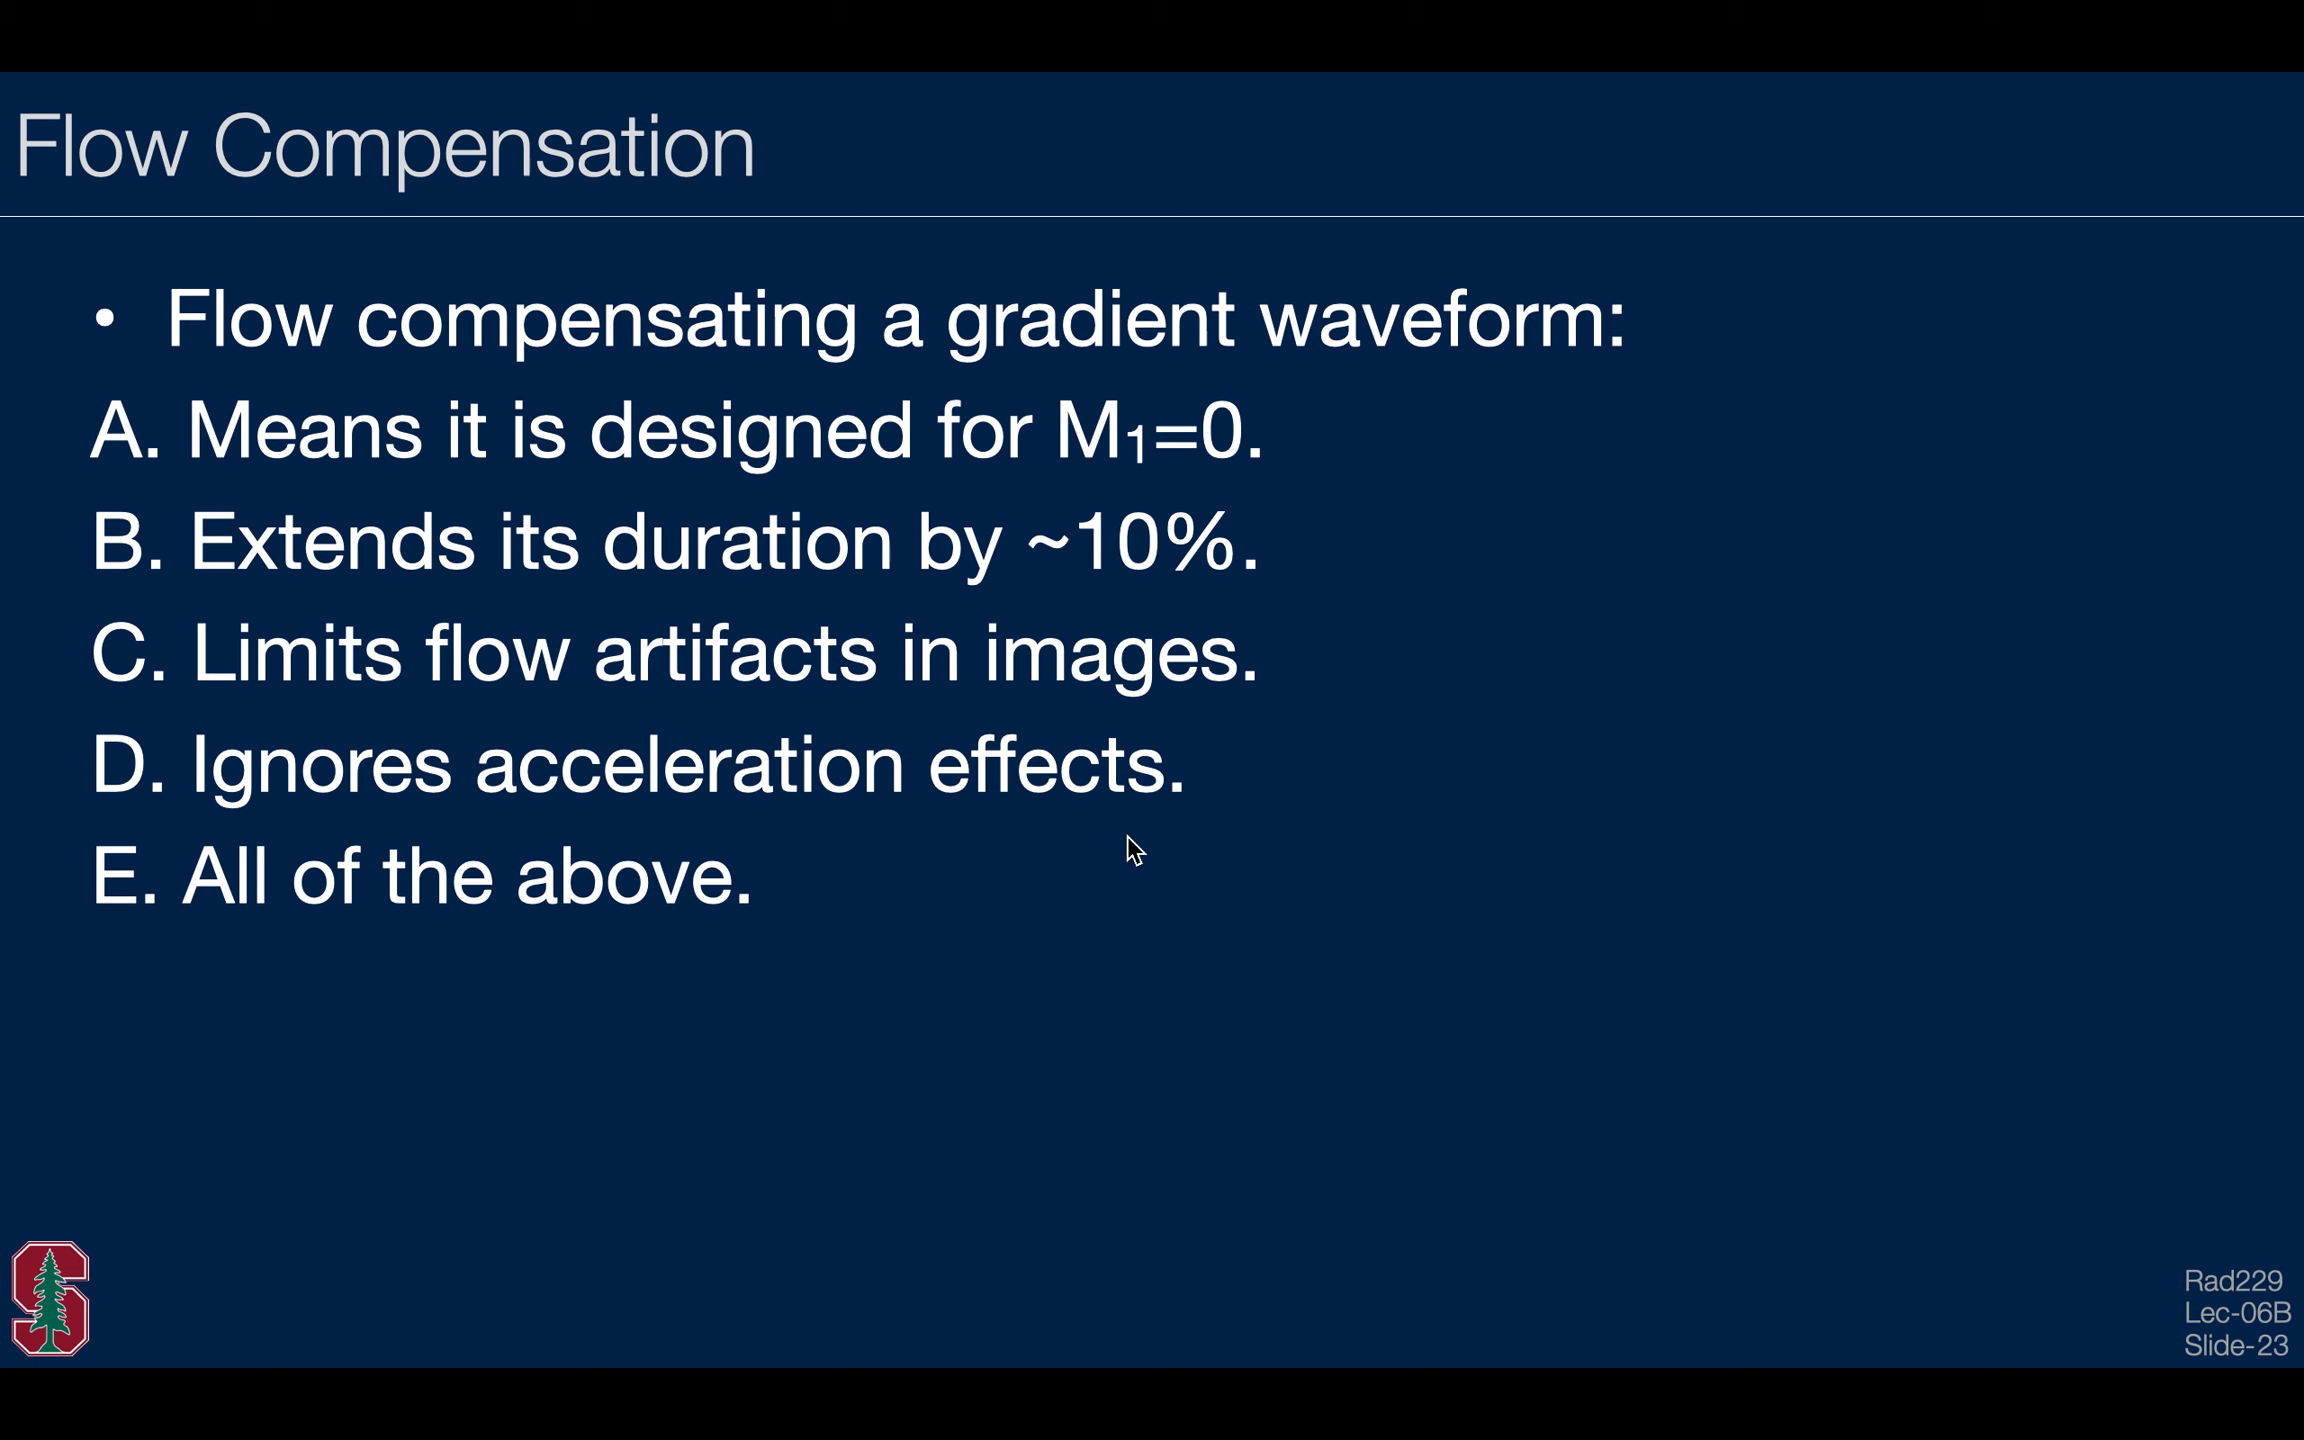 Flow Compensation
• Flow compensating a gradient waveform:
A. Means it is designed for M₁=0.
B. Extends its duration by ~10%.
C. Limits flow artifacts in images.
D. Ignores acceleration effects.
E. All of the above.
Rad229
Lec-06B
Slide-23